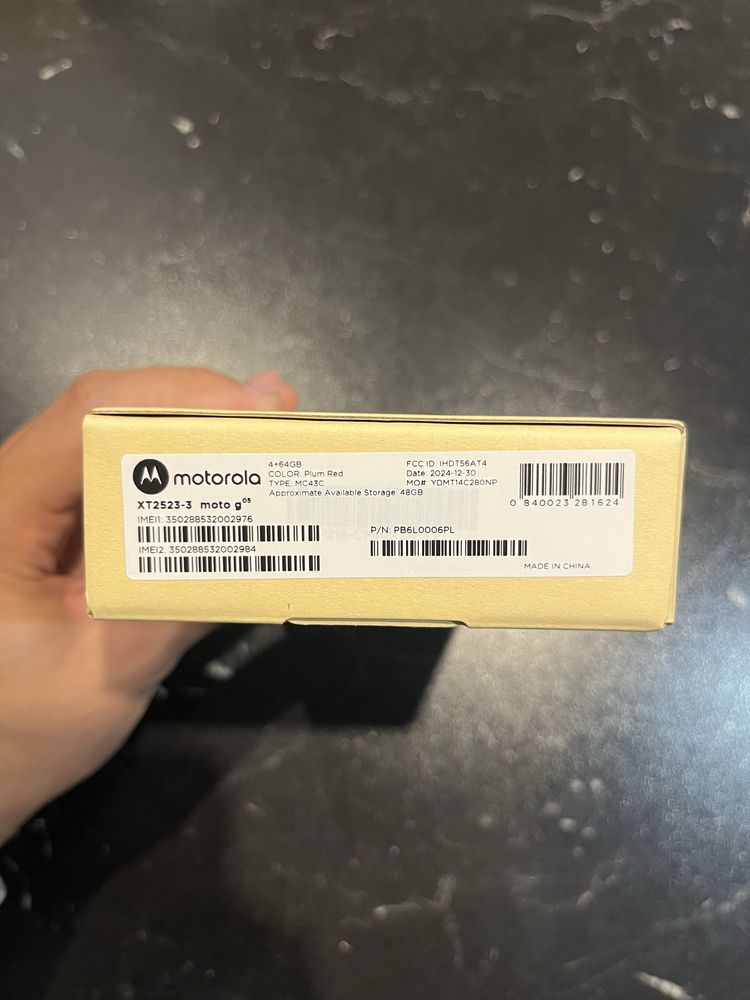 motorola
4+64GB
COLOR: Plum Red
TYPE: MC43C
Approximate Available Storage: 48GB
FCC ID: IHDT56AT4
Date: 2024-12-30
MO# YDMT14C280NP
0 840023 281624
XT2523-3 moto g05
IMEI1: 350288532002976
IMEI2: 350288532002984
P/N: PB6L0006PL
MADE IN CHINA